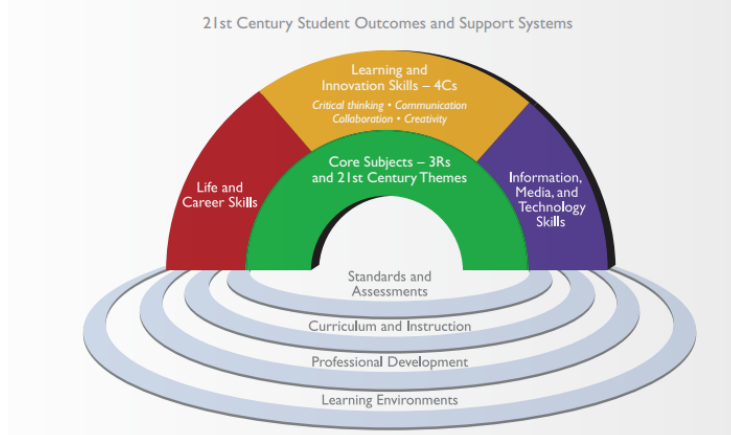 21st Century Student Outcomes and Support Systems
Learning and
Innovation Skills – 4Cs
Critical thinking • Communication
Collaboration • Creativity
Core Subjects – 3Rs
and 21st Century Themes
Life and
Career Skills
Information,
Media, and
Technology
Skills
Standards and
Assessments
Curriculum and Instruction
Professional Development
Learning Environments